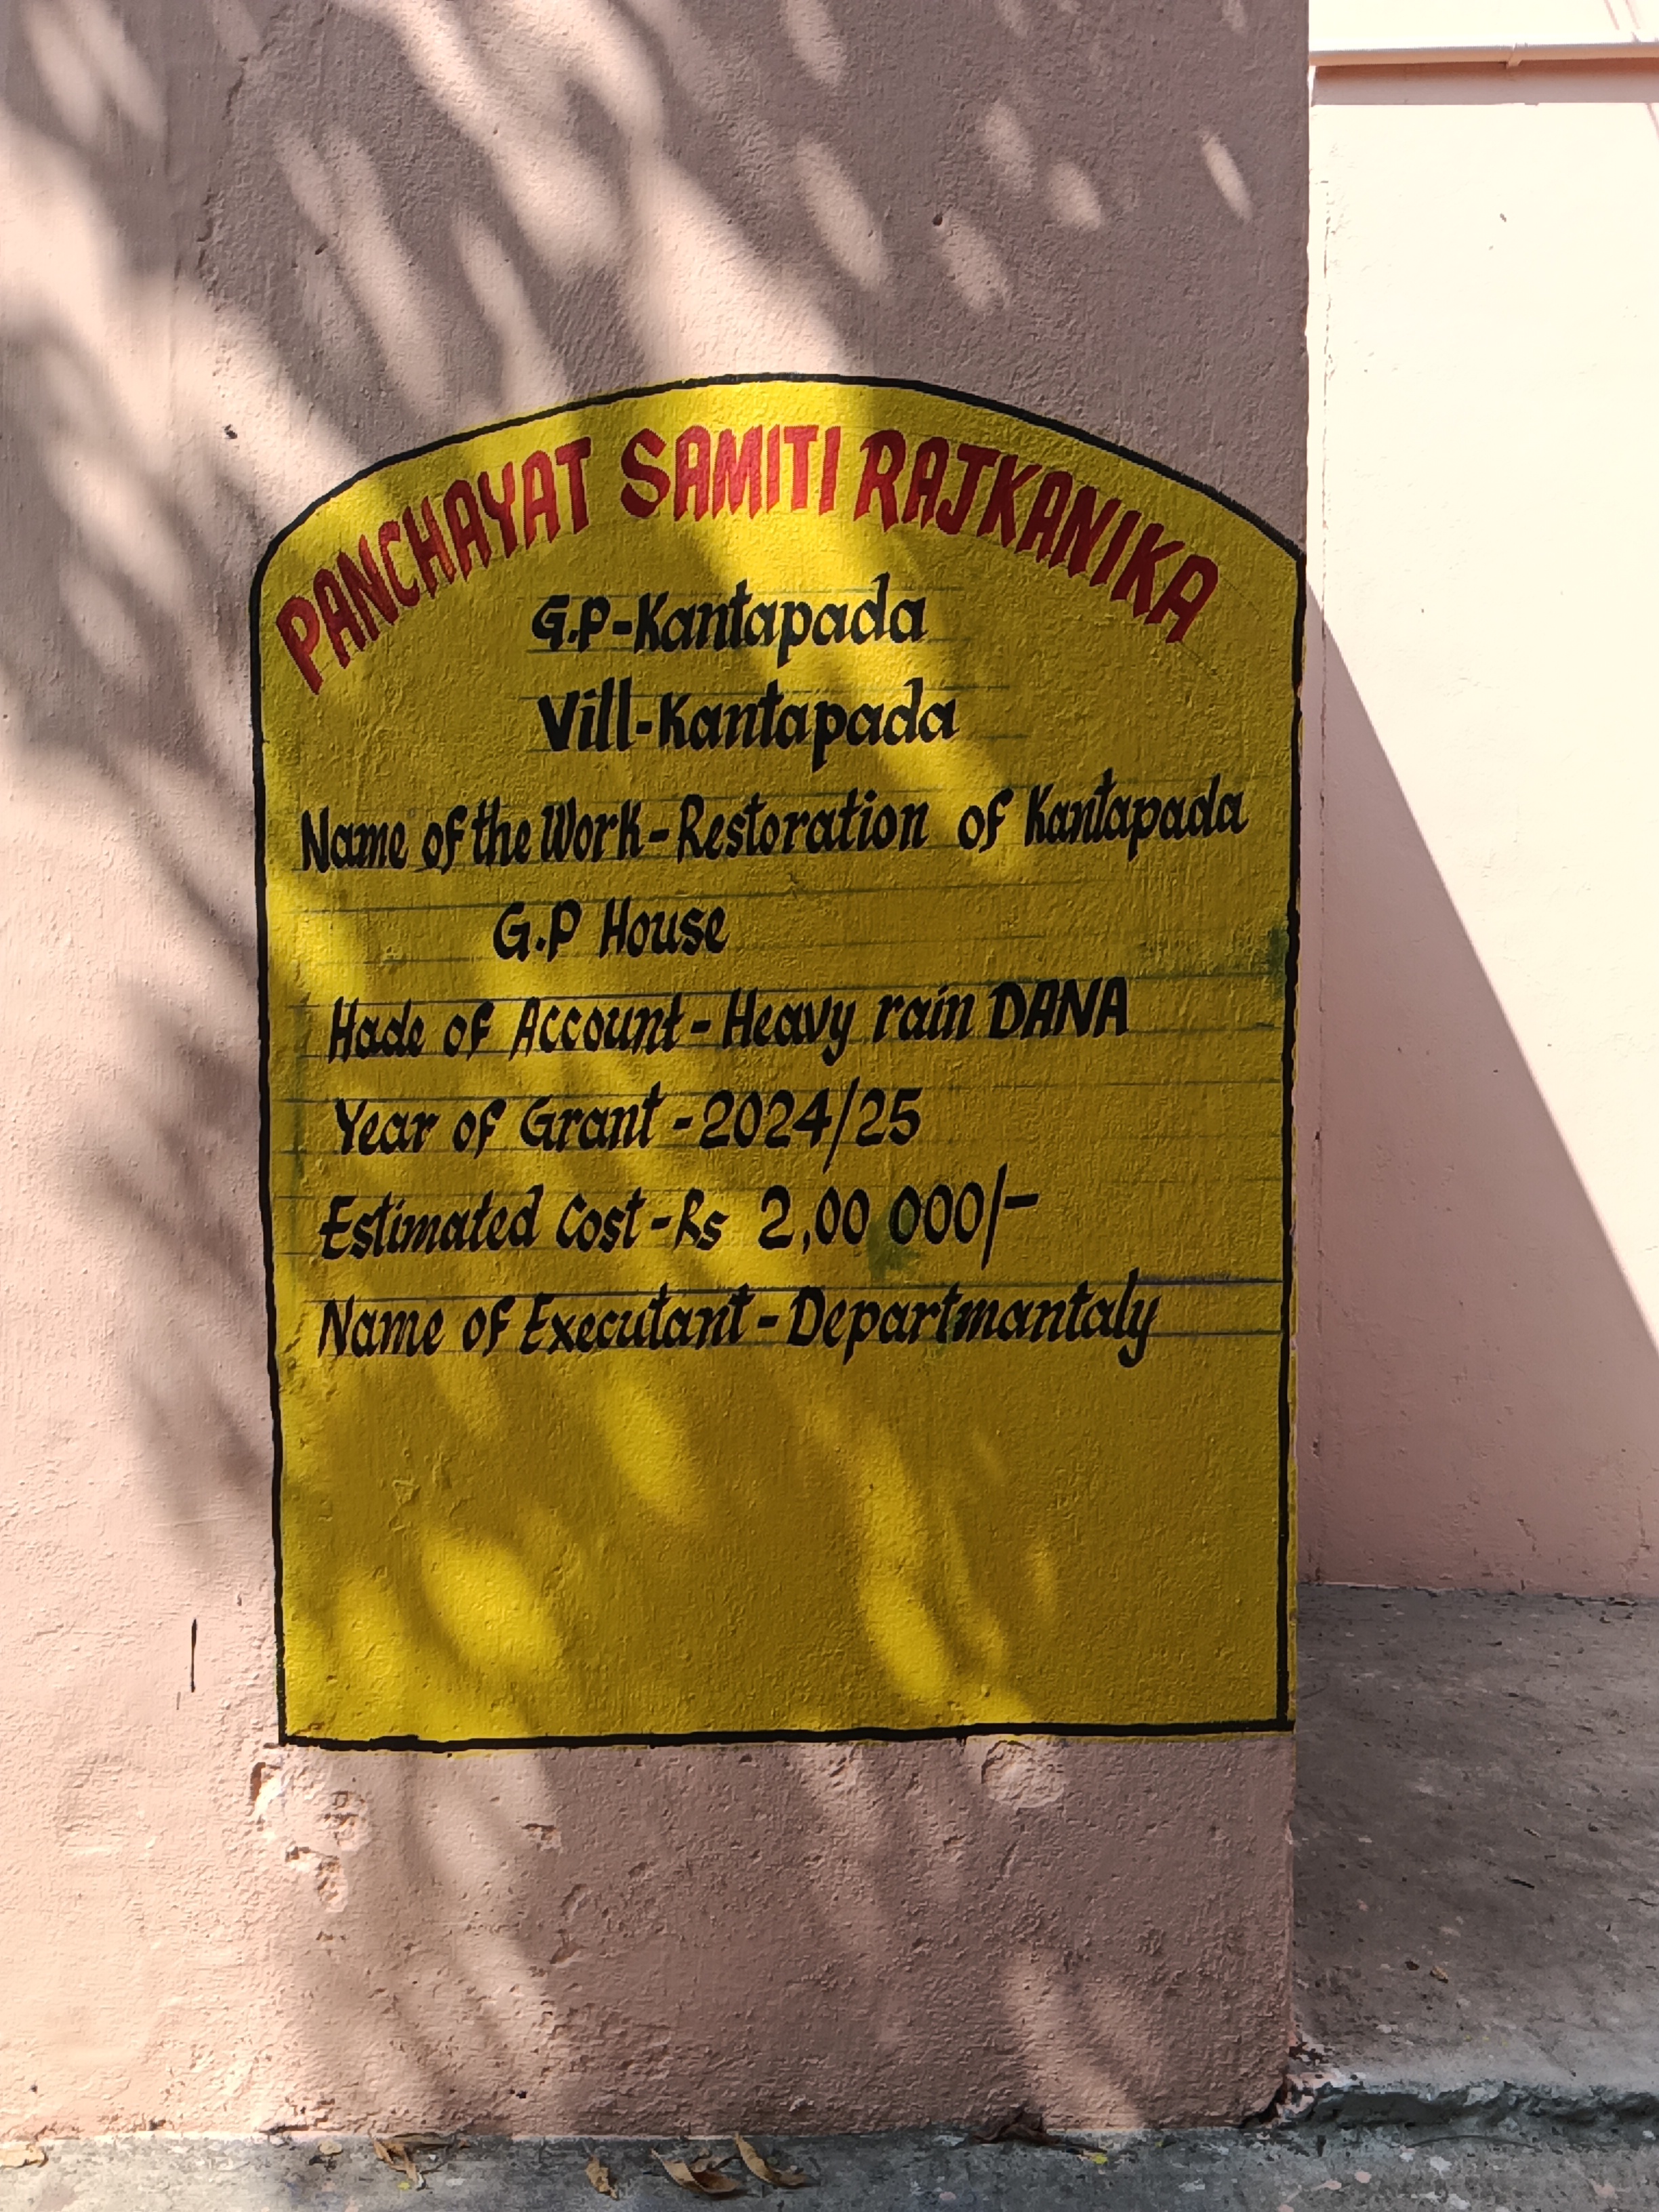 PANCHAYAT SAMITI RAJKANIKA
G.P-Kantapada
Vill-Kantapada
Name of the Work-Restoration of Kantapada
G.P House
Hade of Account-Heavy rain DANA
Year of Grant-2024/25
Estimated Cost-Rs 2,00 000/-
Name of Executant-Departmantaly